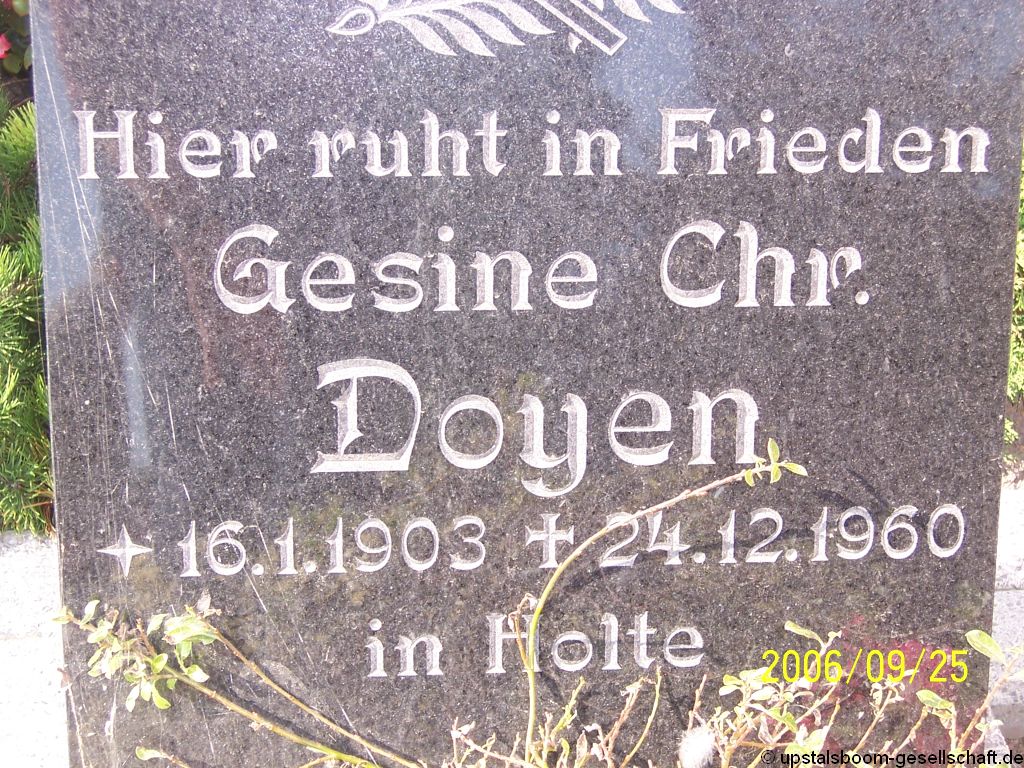 Hier ruht in Frieden
Gesine Chr.
Doyen
16.1.1903 24.12.1960
in Holte
2006/09/25
© upstalsboom-gesellschaft.de